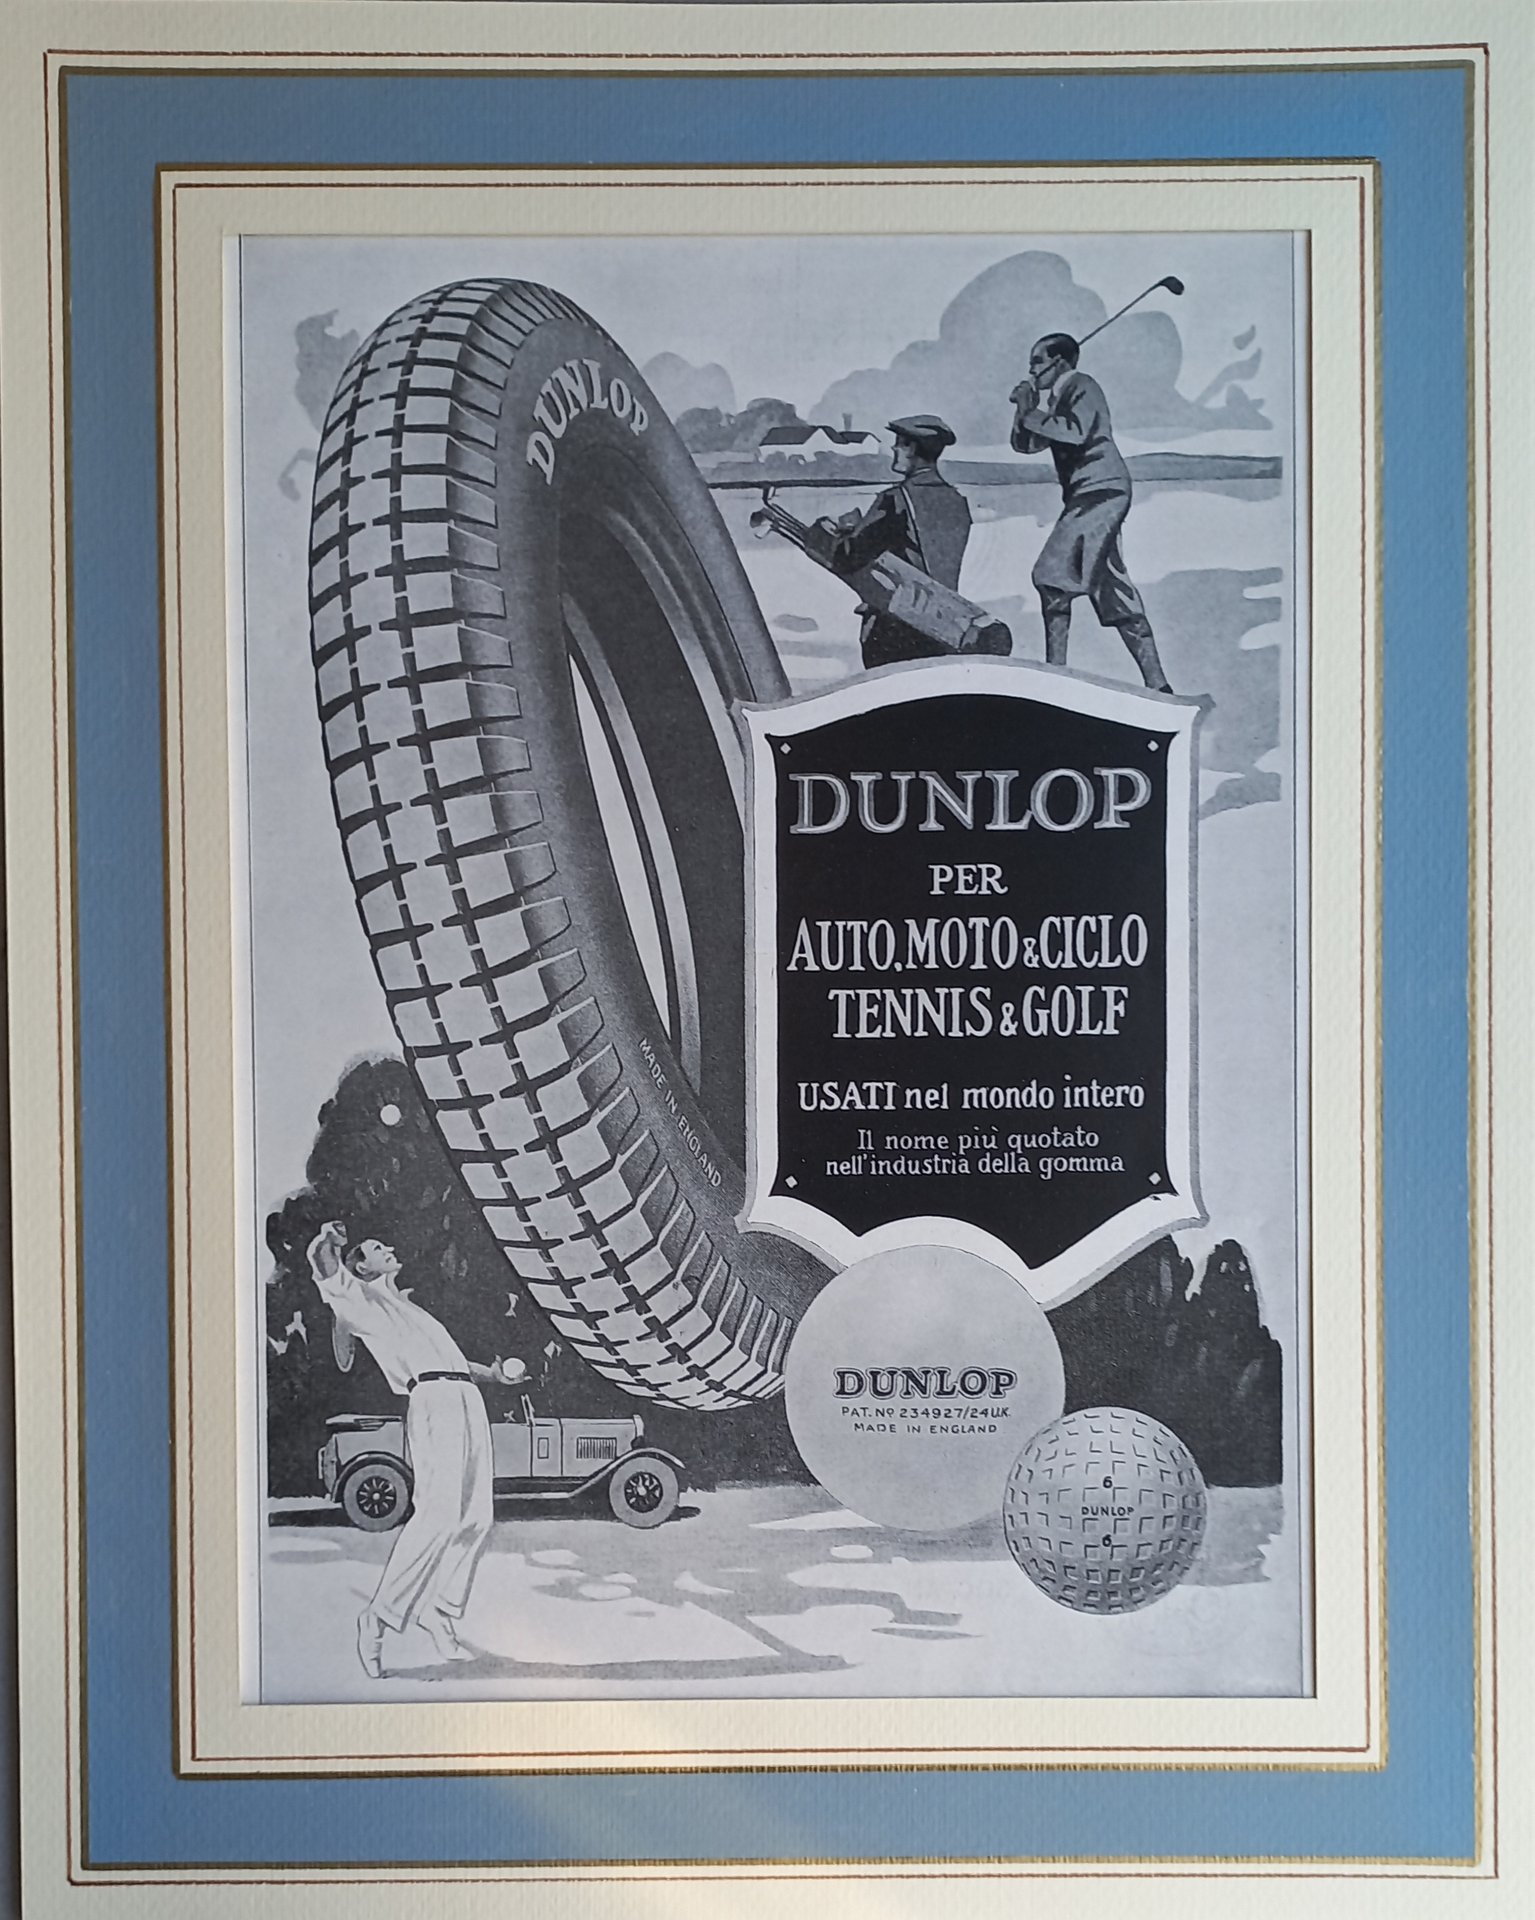 DUNLOP
MADE IN ENGLAND
DUNLOP
PER
AUTO, MOTO & CICLO
TENNIS & GOLF
USATI nel mondo intero
Il nome più quotato
nell'industria della gomma
DUNLOP
PAT. Nº 234927/24 U.K.
MADE IN ENGLAND
6
DUNLOP
6